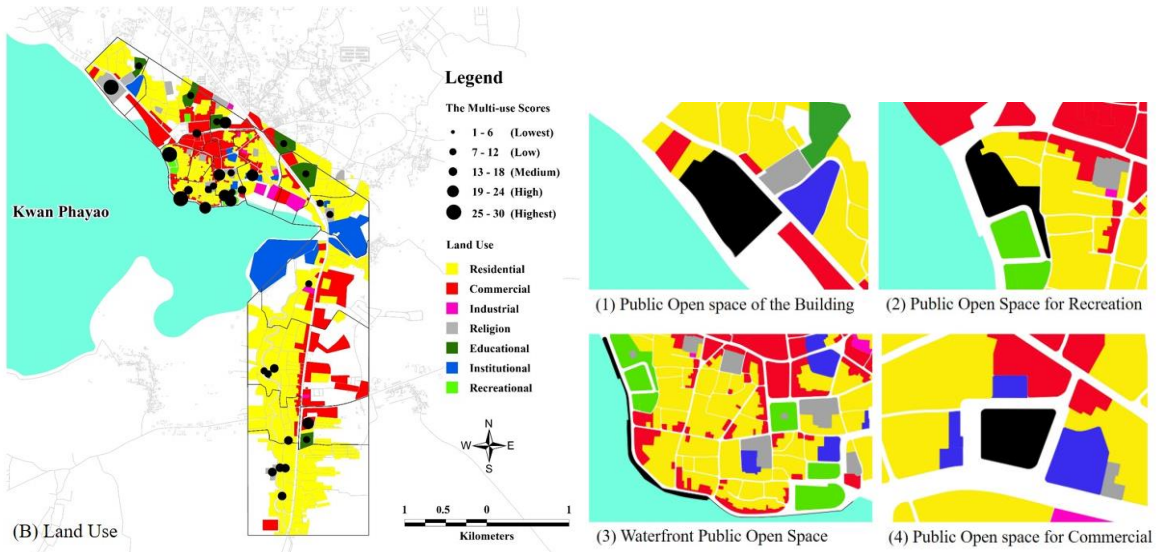 Kwan Phayao
Legend
The Multi-use Scores
1 - 6 (Lowest)
7 - 12 (Low)
13 - 18 (Medium)
19 - 24 (High)
25 - 30 (Highest)
Land Use
Residential
Commercial
Industrial
Religion
Educational
Institutional
Recreational
N
W E
S
1 0.5 0 1
Kilometers
(B) Land Use
(1) Public Open space of the Building
(2) Public Open Space for Recreation
(3) Waterfront Public Open Space
(4) Public Open space for Commercial